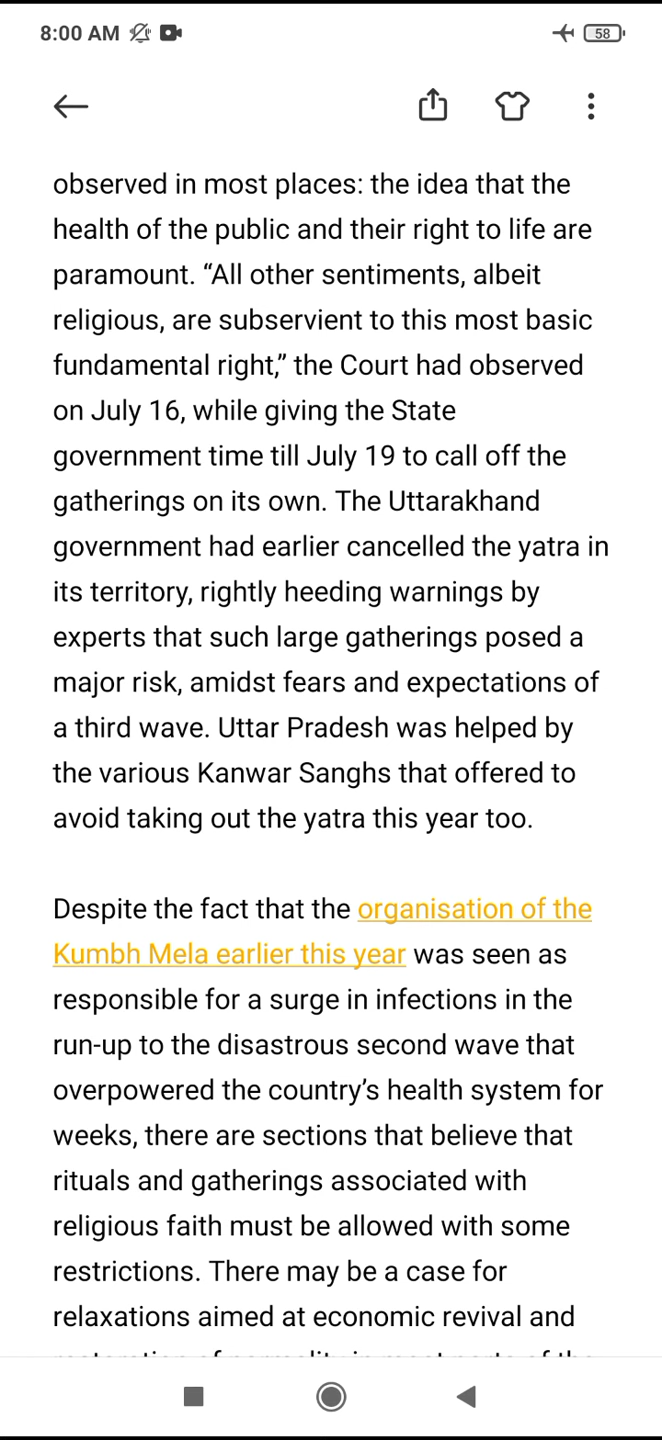 8:00 AM
58
observed in most places: the idea that the
health of the public and their right to life are
paramount. “All other sentiments, albeit
religious, are subservient to this most basic
fundamental right,” the Court had observed
on July 16, while giving the State
government time till July 19 to call off the
gatherings on its own. The Uttarakhand
government had earlier cancelled the yatra in
its territory, rightly heeding warnings by
experts that such large gatherings posed a
major risk, amidst fears and expectations of
a third wave. Uttar Pradesh was helped by
the various Kanwar Sanghs that offered to
avoid taking out the yatra this year too.
Despite the fact that the organisation of the
Kumbh Mela earlier this year was seen as
responsible for a surge in infections in the
run-up to the disastrous second wave that
overpowered the country’s health system for
weeks, there are sections that believe that
rituals and gatherings associated with
religious faith must be allowed with some
restrictions. There may be a case for
relaxations aimed at economic revival and